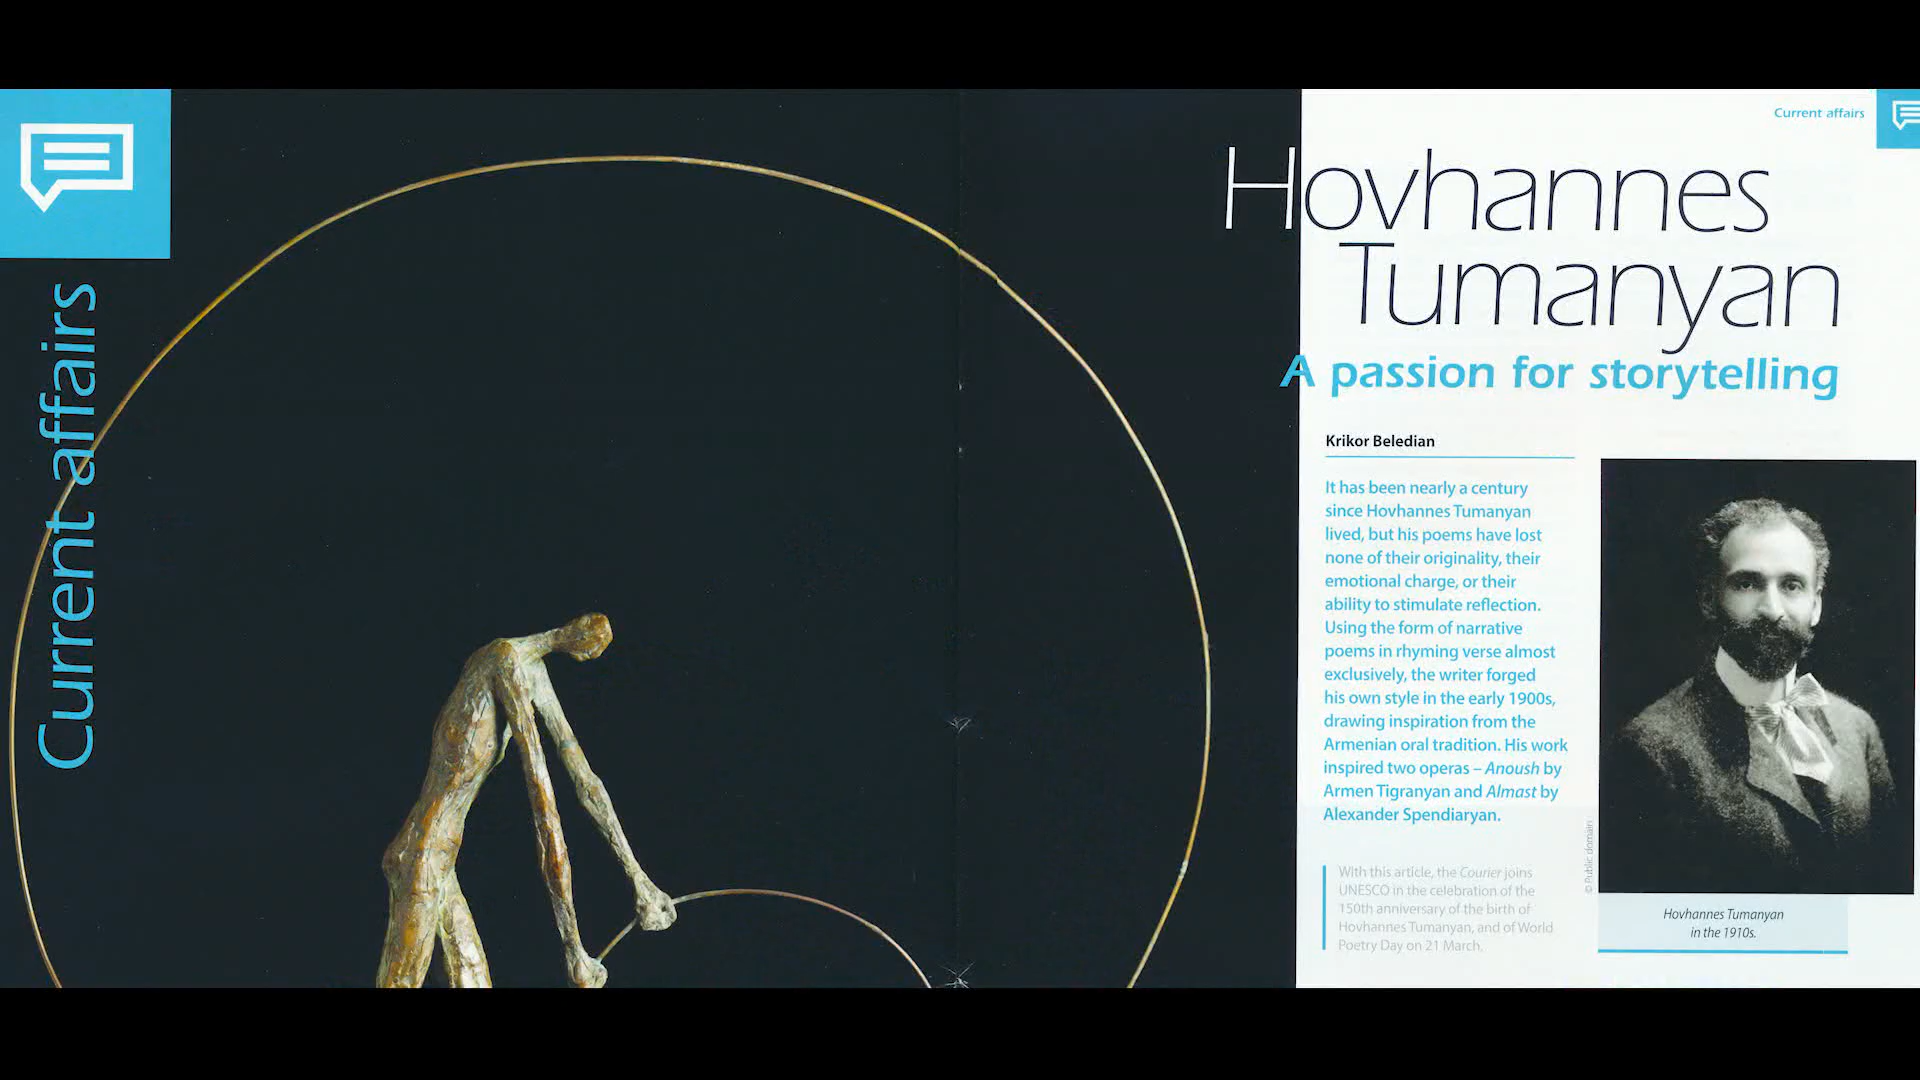 Current affairs
Current affairs
Hovhannes
Tumanyan
A passion for storytelling
Krikor Beledian
It has been nearly a century
since Hovhannes Tumanyan
lived, but his poems have lost
none of their originality, their
emotional charge, or their
ability to stimulate reflection.
Using the form of narrative
poems in rhyming verse almost
exclusively, the writer forged
his own style in the early 1900s,
drawing inspiration from the
Armenian oral tradition. His work
inspired two operas – Anoush by
Armen Tigranyan and Almast by
Alexander Spendiaryan.
With this article, the Courier joins
UNESCO in the celebration of the
150th anniversary of the birth of
Hovhannes Tumanyan, and of World
Poetry Day on 21 March.
© Public domain
Hovhannes Tumanyan
in the 1910s.